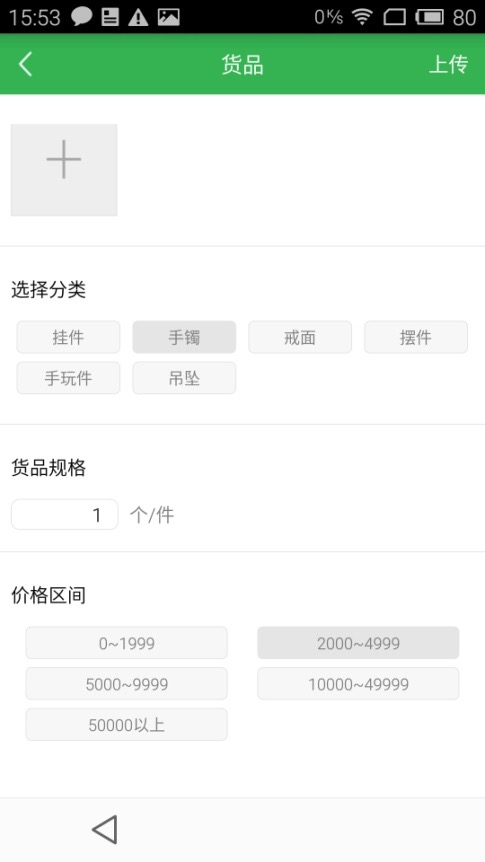 15:53 0K/s 80
货品 上传
选择分类
挂件 手镯 戒面 摆件
手玩件 吊坠
货品规格
1 个/件
价格区间
0~1999 2000~4999
5000~9999 10000~49999
50000以上